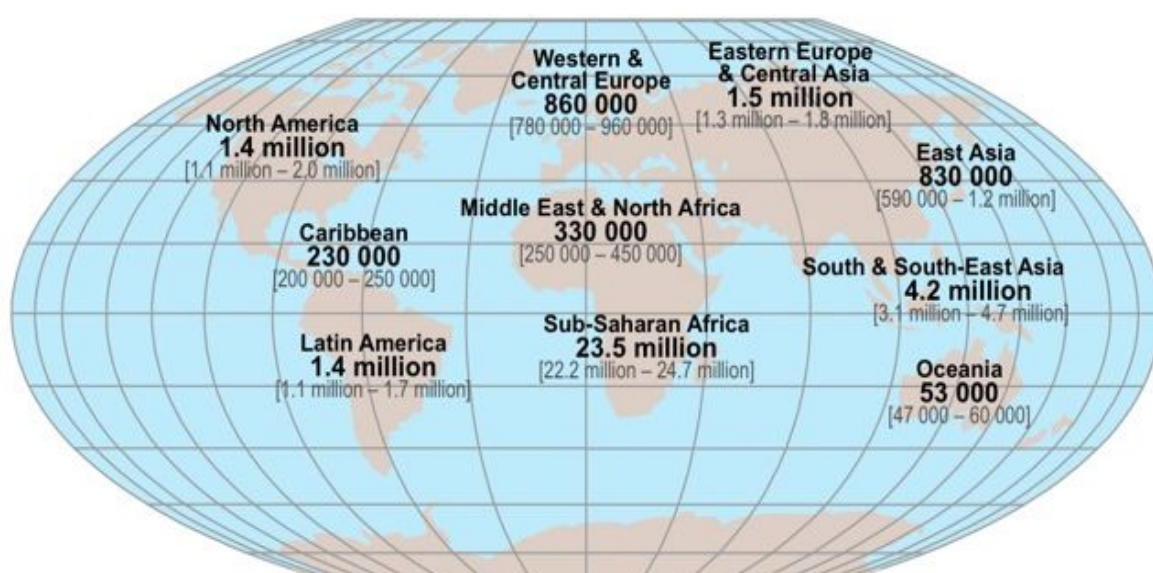 Western &
Central Europe
860 000
[780 000 – 960 000]
Eastern Europe
& Central Asia
1.5 million
[1.3 million – 1.8 million]
North America
1.4 million
[1.1 million – 2.0 million]
East Asia
830 000
[590 000 – 1.2 million]
Middle East & North Africa
330 000
[250 000 – 450 000]
Caribbean
230 000
[200 000 – 250 000]
South & South-East Asia
4.2 million
[3.1 million – 4.7 million]
Sub-Saharan Africa
23.5 million
[22.2 million – 24.7 million]
Latin America
1.4 million
[1.1 million – 1.7 million]
Oceania
53 000
[47 000 – 60 000]